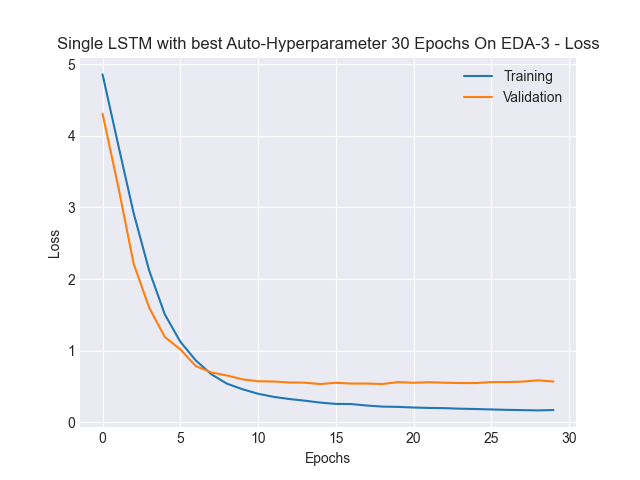 Single LSTM with best Auto-Hyperparameter 30 Epochs On EDA-3 - Loss
Training
Validation
5
4
3
2
1
0
Loss
0 5 10 15 20 25 30
Epochs